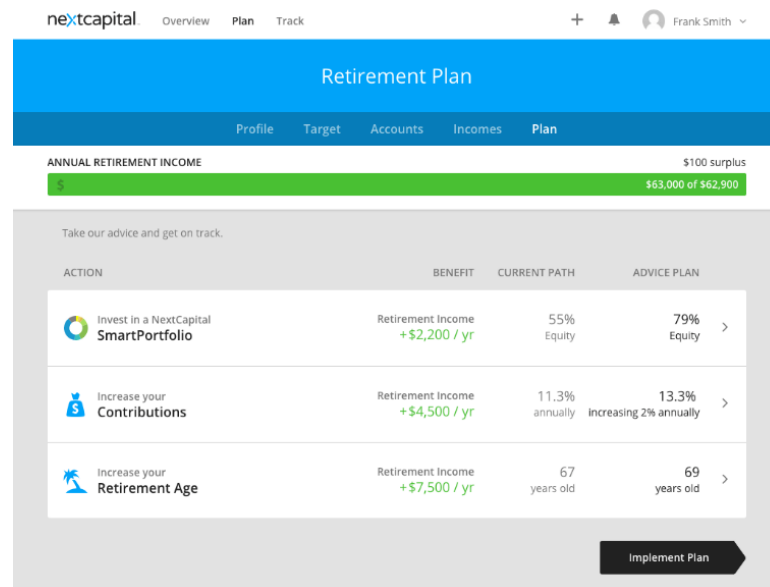 nextcapital. Overview Plan Track + Frank Smith
Retirement Plan
Profile Target Accounts Incomes Plan
ANNUAL RETIREMENT INCOME $100 surplus
$ $63,000 of $62,900
Take our advice and get on track.
ACTION BENEFIT CURRENT PATH ADVICE PLAN
Invest in a NextCapital Retirement Income 55% 79%
SmartPortfolio +$2,200 / yr Equity Equity
Increase your Retirement Income 11.3% 13.3%
$ Contributions +$4,500 / yr annually increasing 2% annually
Increase your Retirement Income 67 69
Retirement Age +$7,500 / yr years old years old
Implement Plan